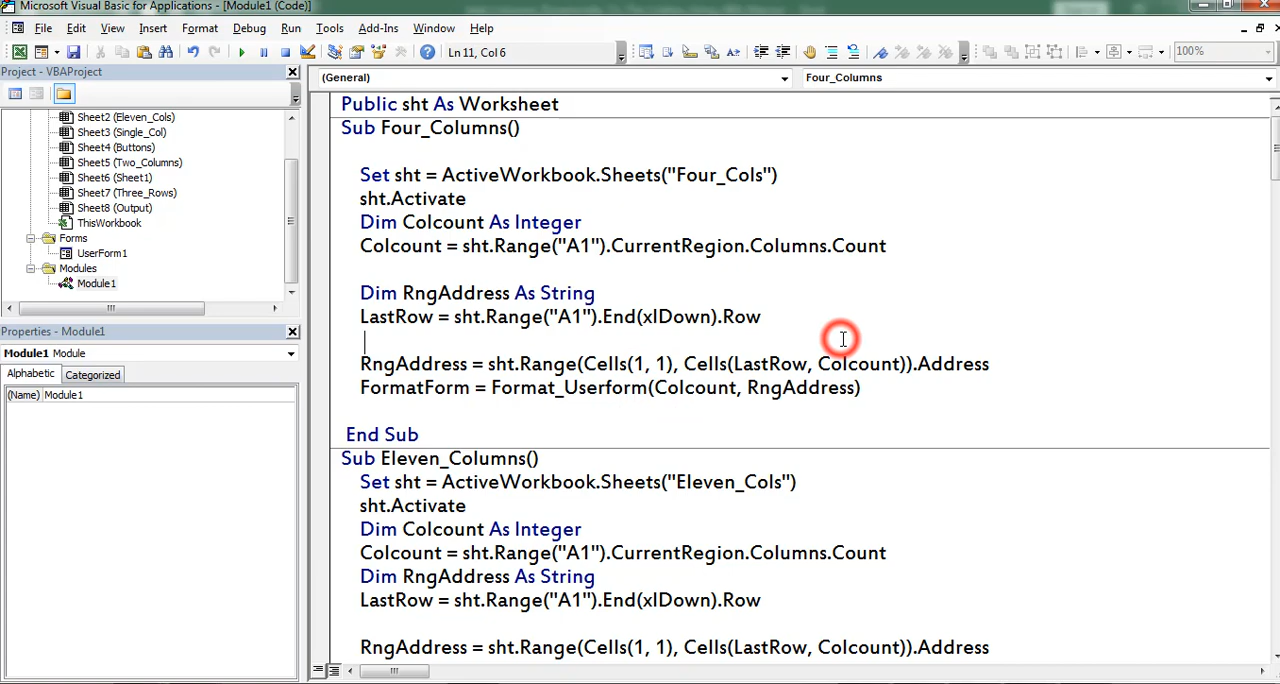 Microsoft Visual Basic for Applications - [Module1 (Code)]
File Edit View Insert Format Debug Run Tools Add-Ins Window Help
Ln 11, Col 6
100%
Project - VBAProject
Sheet2 (Eleven_Cols)
Sheet3 (Single_Col)
Sheet4 (Buttons)
Sheet5 (Two_Columns)
Sheet6 (Sheet1)
Sheet7 (Three_Rows)
Sheet8 (Output)
ThisWorkbook
Forms
UserForm1
Modules
Module1
Properties - Module1
Module1 Module
Alphabetic Categorized
(Name) Module1
(General) Four_Columns
Public sht As Worksheet
Sub Four_Columns()
Set sht = ActiveWorkbook.Sheets("Four_Cols")
sht.Activate
Dim Colcount As Integer
Colcount = sht.Range("A1").CurrentRegion.Columns.Count
Dim RngAddress As String
LastRow = sht.Range("A1").End(xlDown).Row
RngAddress = sht.Range(Cells(1, 1), Cells(LastRow, Colcount)).Address
FormatForm = Format_Userform(Colcount, RngAddress)
End Sub
Sub Eleven_Columns()
Set sht = ActiveWorkbook.Sheets("Eleven_Cols")
sht.Activate
Dim Colcount As Integer
Colcount = sht.Range("A1").CurrentRegion.Columns.Count
Dim RngAddress As String
LastRow = sht.Range("A1").End(xlDown).Row
RngAddress = sht.Range(Cells(1, 1), Cells(LastRow, Colcount)).Address